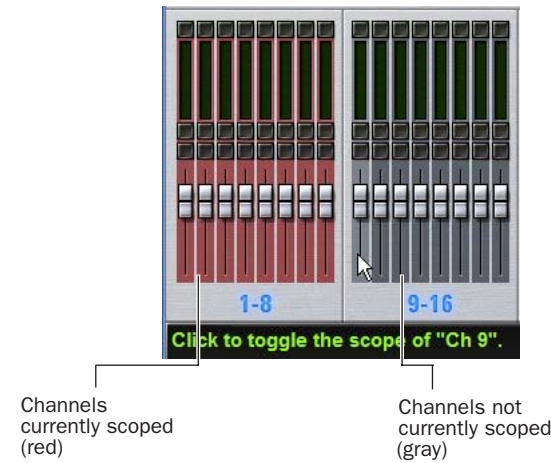 1-8
9-16
Click to toggle the scope of "Ch 9".
Channels
currently scoped
(red)
Channels not
currently scoped
(gray)